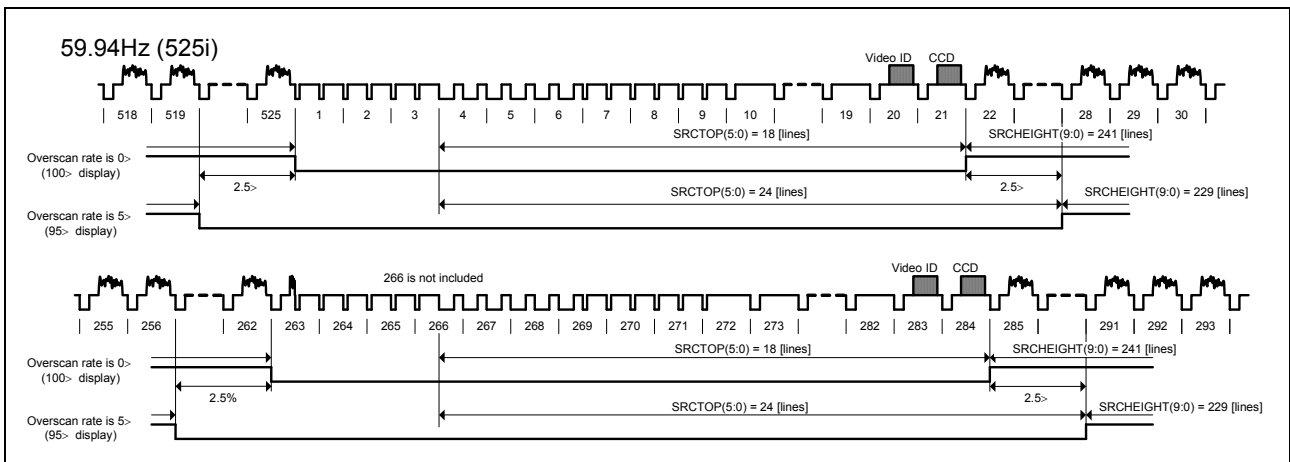 59.94Hz (525i)
Video ID CCD
| 518 | 519 | | 525 | 1 | 2 | 3 | 4 | 5 | 6 | 7 | 8 | 9 | 10 | | 19 | 20 | 21 | 22 | | 28 | 29 | 30 |
SRCTOP(5:0) = 18 [lines] SRCHEIGHT(9:0) = 241 [lines]
Overscan rate is 0>
(100> display)
2.5> 2.5>
SRCTOP(5:0) = 24 [lines] SRCHEIGHT(9:0) = 229 [lines]
Overscan rate is 5>
(95> display)
Video ID CCD
266 is not included
| 255 | 256 | | 262 | 263 | 264 | 265 | 266 | 267 | 268 | 269 | 270 | 271 | 272 | 273 | | 282 | 283 | 284 | 285 | | 291 | 292 | 293 |
SRCTOP(5:0) = 18 [lines] SRCHEIGHT(9:0) = 241 [lines]
Overscan rate is 0>
(100> display)
2.5% 2.5>
SRCTOP(5:0) = 24 [lines] SRCHEIGHT(9:0) = 229 [lines]
Overscan rate is 5>
(95> display)